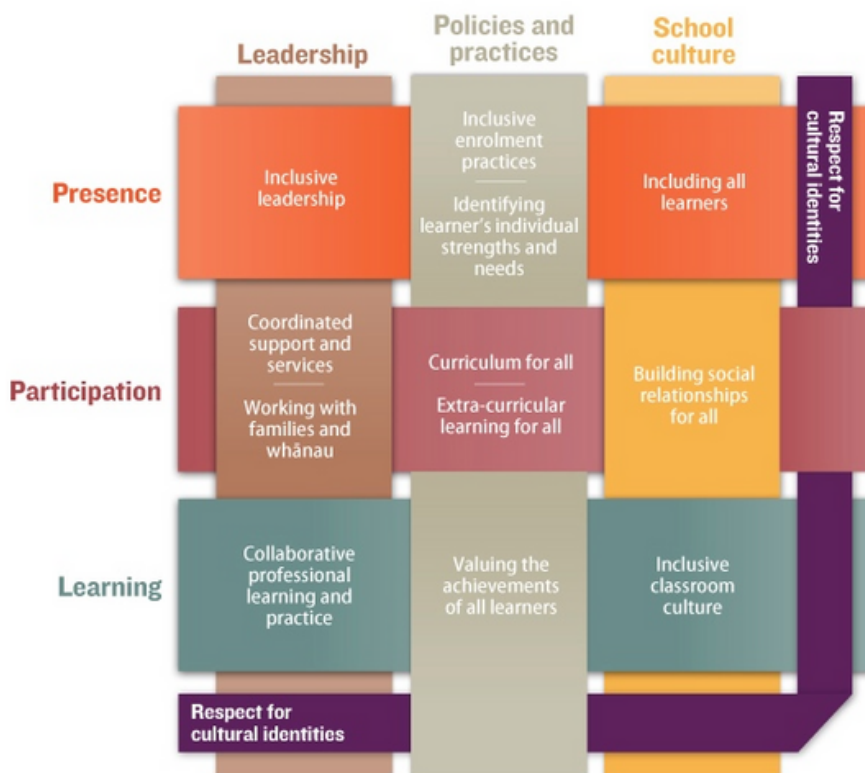 Leadership
Policies and
practices
School
culture
Presence
Inclusive
leadership
Inclusive
enrolment
practices
Identifying
learner's individual
strengths and
needs
Including all
learners
Respect for
cultural identities
Participation
Coordinated
support and
services
Working with
families and
whānau
Curriculum for all
Extra-curricular
learning for all
Building social
relationships
for all
Learning
Collaborative
professional
learning and
practice
Valuing the
achievements
of all learners
Inclusive
classroom
culture
Respect for
cultural identities